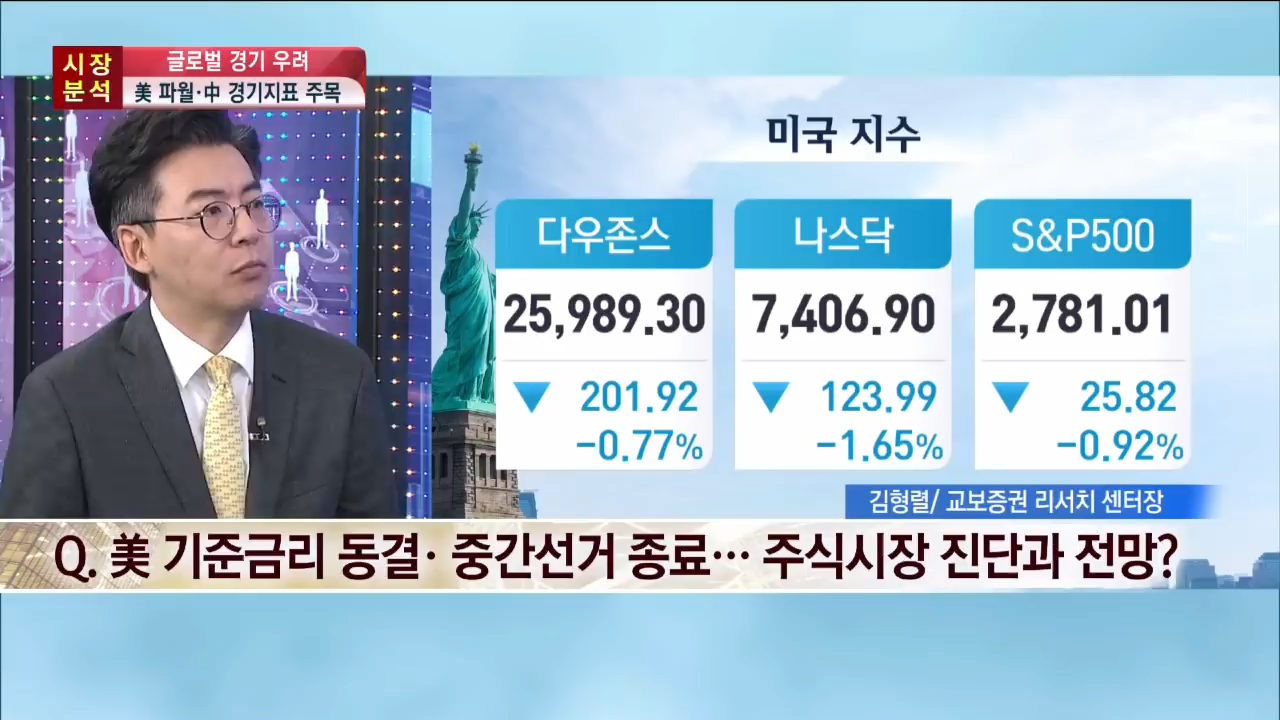 시장
분석
글로벌 경기 우려
美 파월·中 경기지표 주목
미국 지수
다우존스
25,989.30
▼ 201.92
-0.77%
나스닥
7,406.90
▼ 123.99
-1.65%
S&P500
2,781.01
▼ 25.82
-0.92%
김형렬/ 교보증권 리서치 센터장
Q. 美 기준금리 동결· 중간선거 종료··· 주식시장 진단과 전망?